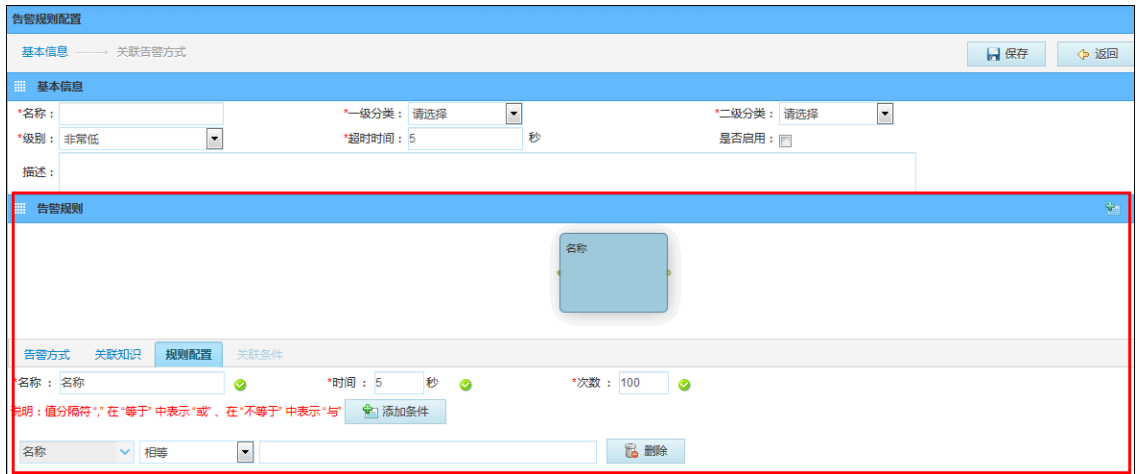 告警规则配置
基本信息 ——→ 关联告警方式 保存 返回
基本信息
*名称： *一级分类： 请选择 *二级分类： 请选择
*级别： 非常低 *超时时间： 5 秒 是否启用：
描述：
告警规则
名称
告警方式 关联知识 规则配置 关联条件
*名称： 名称 *时间： 5 秒 *次数： 100
说明：值分隔符“,” 在 “等于” 中表示 “或” 、在 “不等于” 中表示 “与” 添加条件
名称 相等 删除